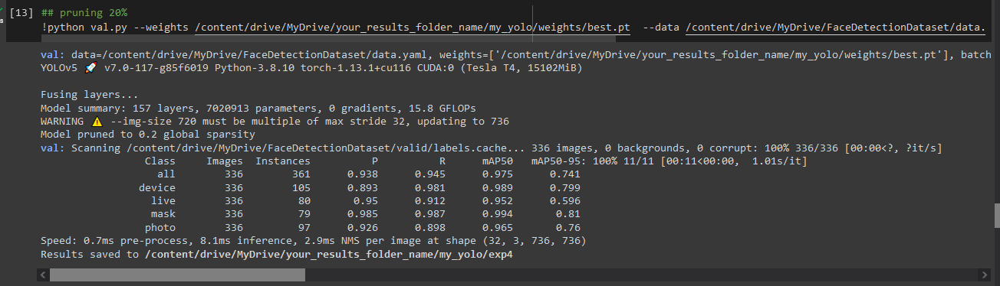 [13] ## pruning 20%
!python val.py --weights /content/drive/MyDrive/your_results_folder_name/my_yolo/weights/best.pt  --data /content/drive/MyDrive/FaceDetectionDataset/data.
s
val: data=/content/drive/MyDrive/FaceDetectionDataset/data.yaml, weights=['/content/drive/MyDrive/your_results_folder_name/my_yolo/weights/best.pt'], batch
YOLOv5 🚀 v7.0-117-g85f6019 Python-3.8.10 torch-1.13.1+cu116 CUDA:0 (Tesla T4, 15102MiB)
Fusing layers...
Model summary: 157 layers, 7020913 parameters, 0 gradients, 15.8 GFLOPs
WARNING ⚠️ --img-size 720 must be multiple of max stride 32, updating to 736
Model pruned to 0.2 global sparsity
val: Scanning /content/drive/MyDrive/FaceDetectionDataset/valid/labels.cache... 336 images, 0 backgrounds, 0 corrupt: 100% 336/336 [00:00<?, ?it/s]
Class Images Instances P R mAP50 mAP50-95: 100% 11/11 [00:11<00:00, 1.01s/it]
all 336 361 0.938 0.945 0.975 0.741
device 336 105 0.893 0.981 0.989 0.799
live 336 80 0.95 0.912 0.952 0.596
mask 336 79 0.985 0.987 0.994 0.81
photo 336 97 0.926 0.898 0.965 0.76
Speed: 0.7ms pre-process, 8.1ms inference, 2.9ms NMS per image at shape (32, 3, 736, 736)
Results saved to /content/drive/MyDrive/your_results_folder_name/my_yolo/exp4